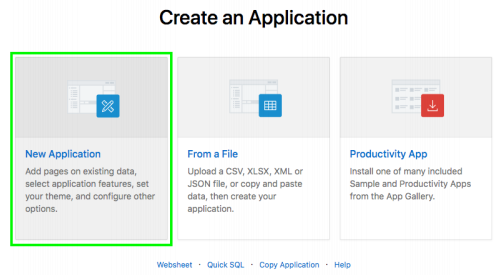 Create an Application
New Application
Add pages on existing data,
select application features, set
your theme, and configure other
options.
From a File
Upload a CSV, XLSX, XML or
JSON file, or copy and paste
data, then create your
application.
Productivity App
Install one of many included
Sample and Productivity Apps
from the App Gallery.
Websheet · Quick SQL · Copy Application · Help